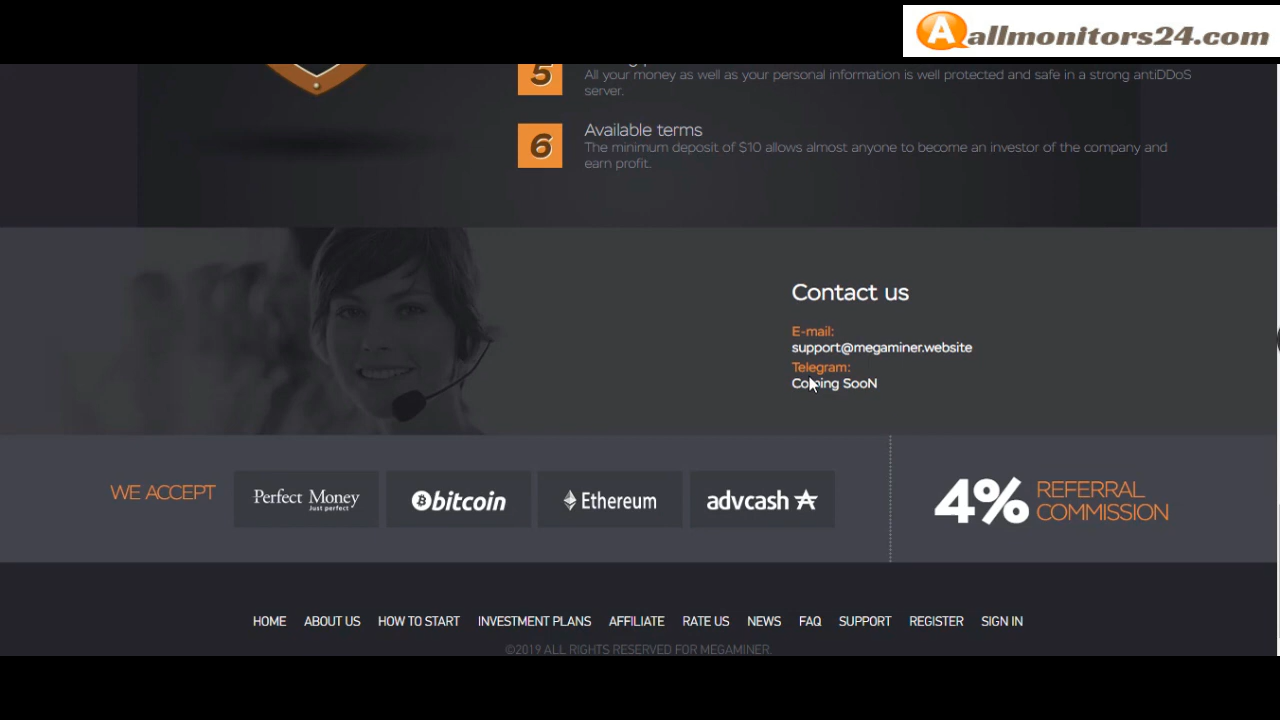 allmonitors24.com
5
All your money as well as your personal information is well protected and safe in a strong antiDDoS
server.
6
Available terms
The minimum deposit of $10 allows almost anyone to become an investor of the company and
earn profit.
Contact us
E-mail:
support@megaminer.website
Telegram:
Coming SooN
WE ACCEPT
Perfect Money
Just perfect
bitcoin
Ethereum
advcash
4% REFERRAL
COMMISSION
HOME ABOUT US HOW TO START INVESTMENT PLANS AFFILIATE RATE US NEWS FAQ SUPPORT REGISTER SIGN IN
©2019 ALL RIGHTS RESERVED FOR MEGAMINER.